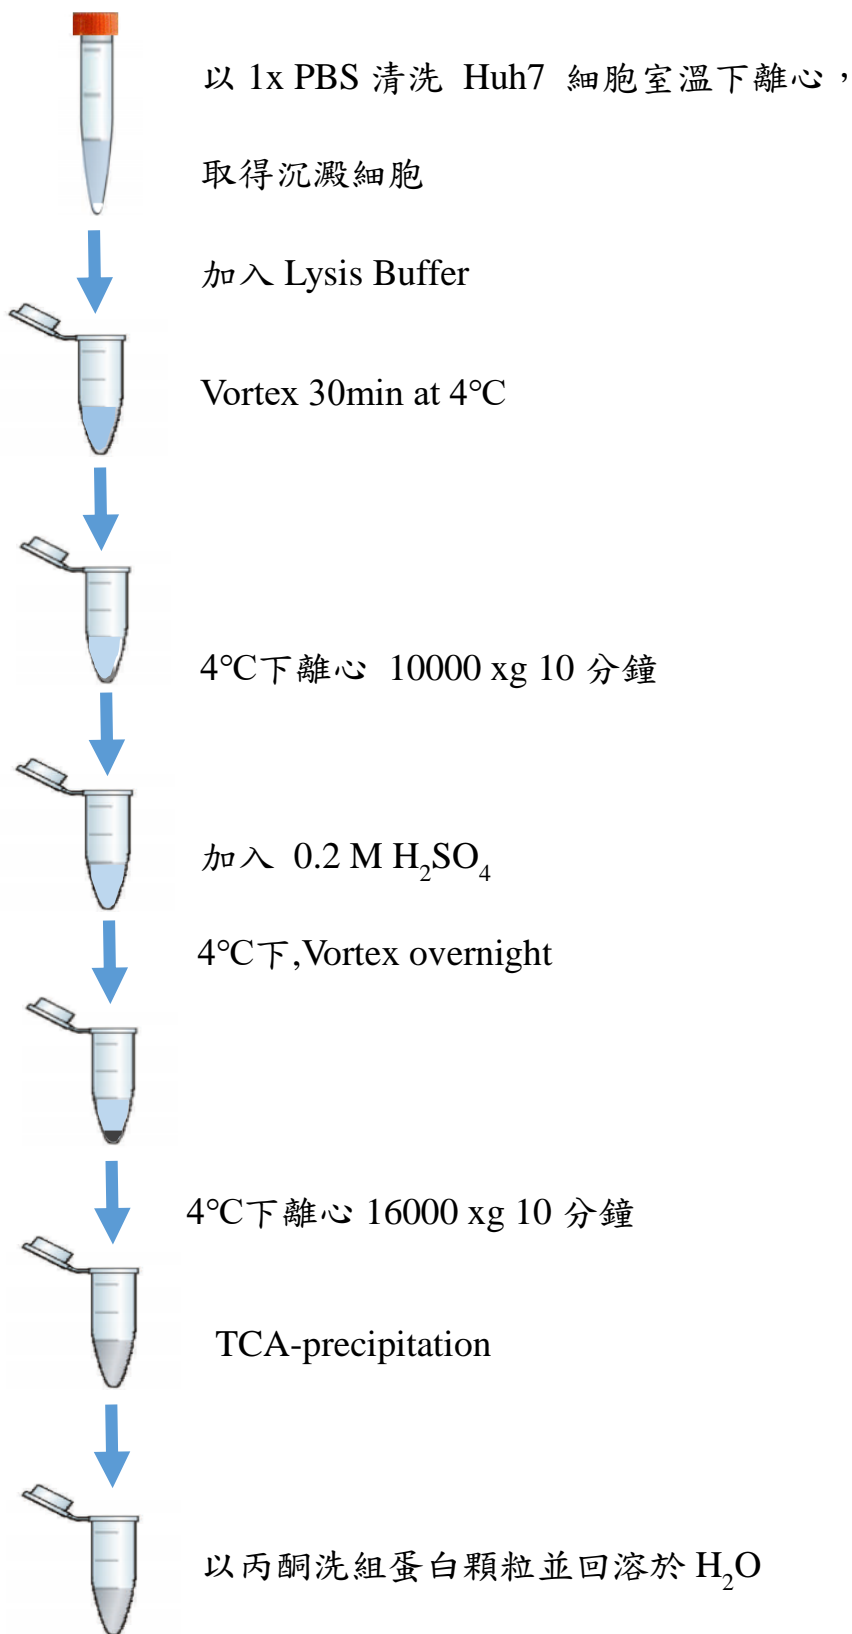 以 1x PBS 清洗 Huh7 細胞室溫下離心，
取得沉澱細胞
加入 Lysis Buffer
Vortex 30min at 4°C
4°C下離心 10000 xg 10 分鐘
加入 0.2 M H₂SO₄
4°C下,Vortex overnight
4°C下離心 16000 xg 10 分鐘
TCA-precipitation
以丙酮洗組蛋白顆粒並回溶於 H₂O